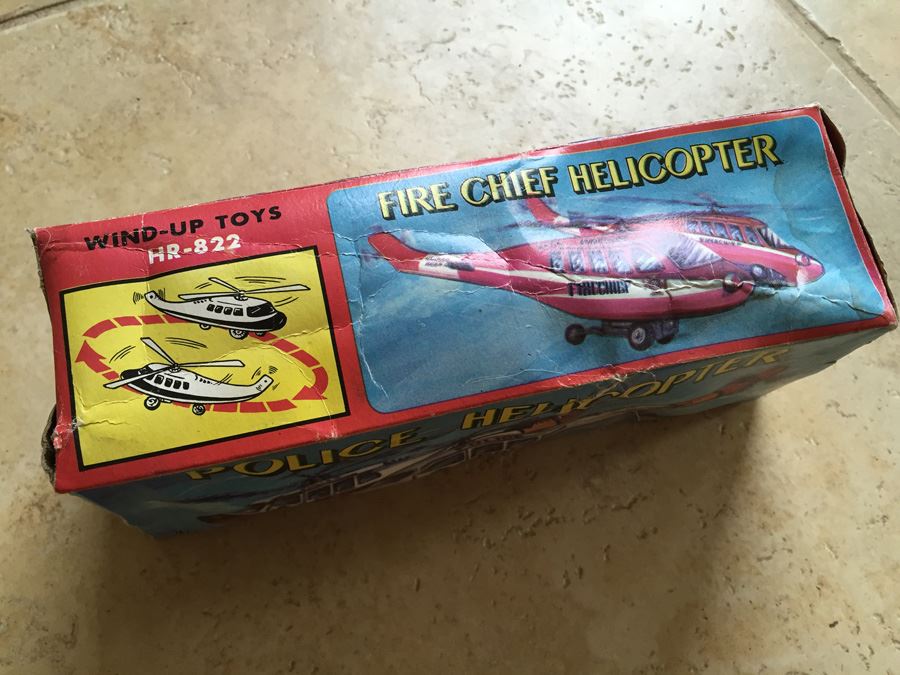 WIND-UP TOYS
HR-822
FIRE CHIEF HELICOPTER
FIRECHIEF
POLICE HELICOPTER